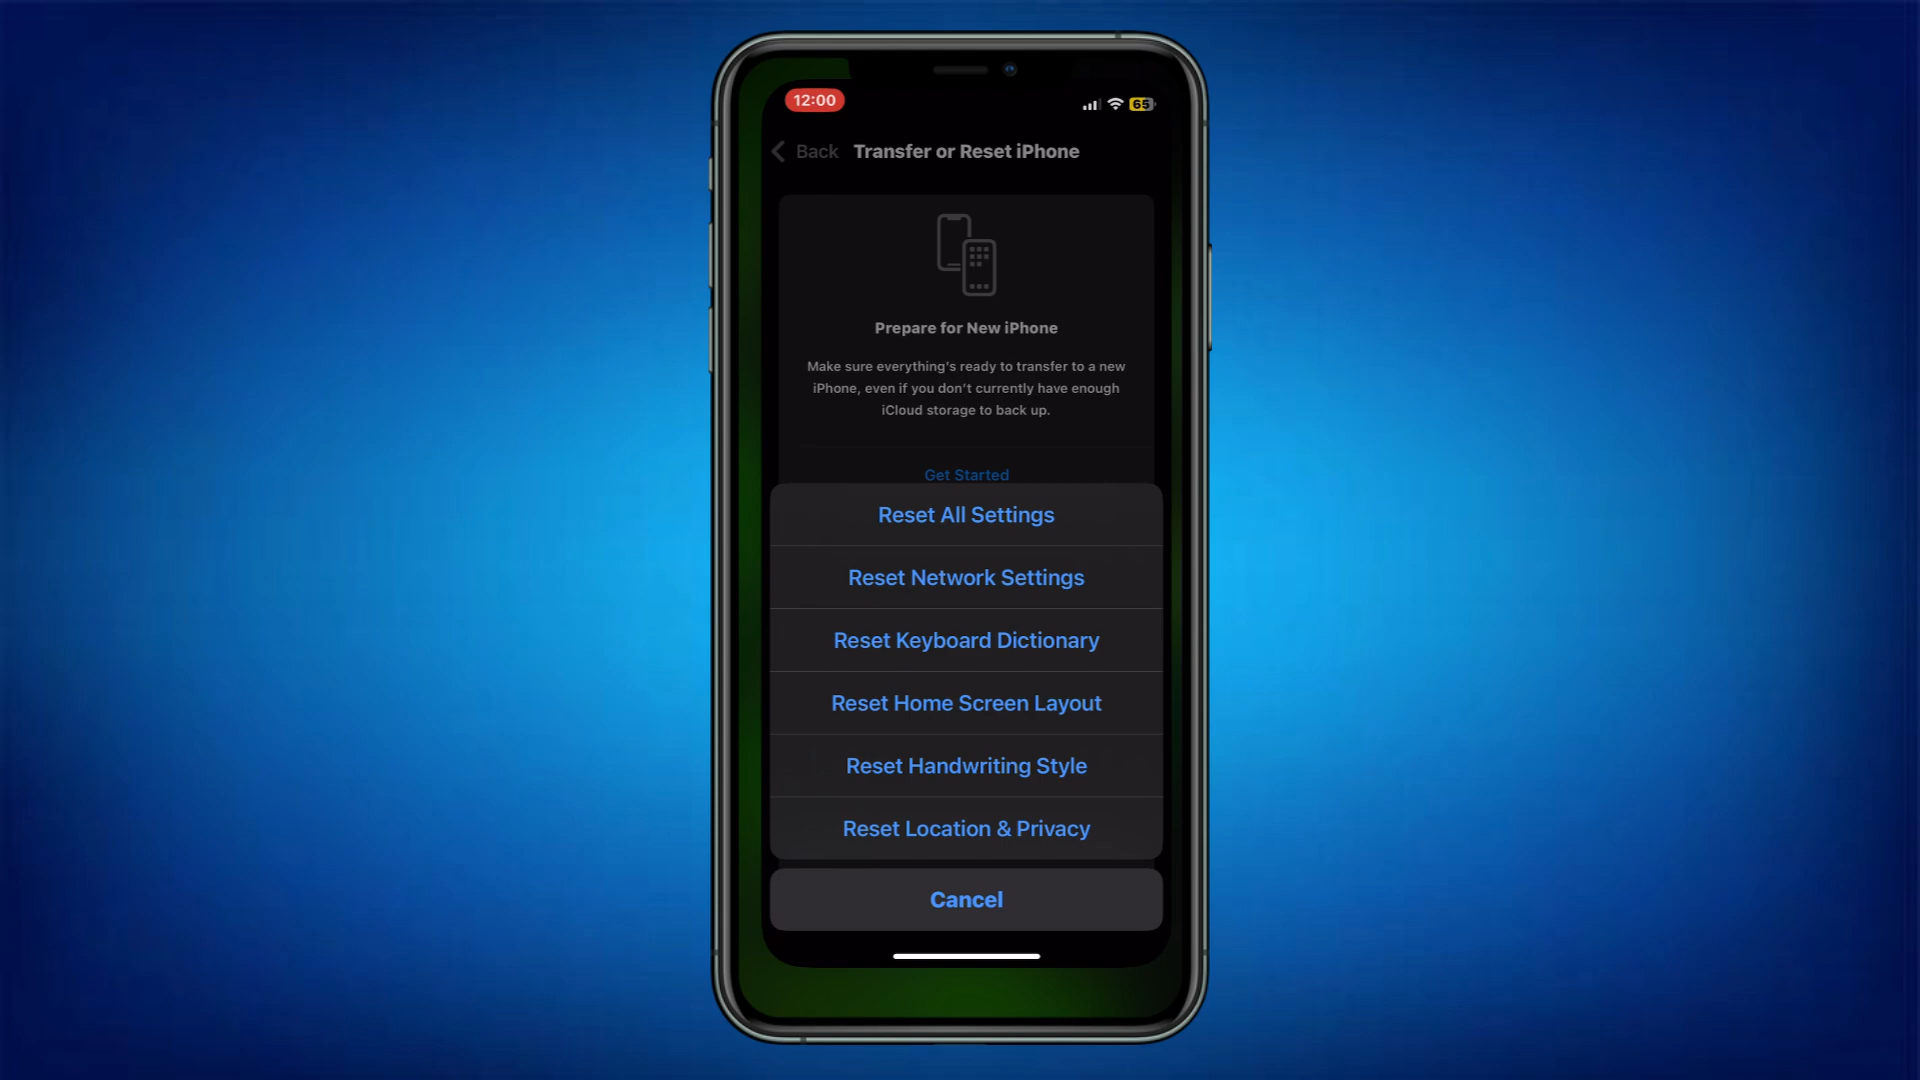 12:00
65
Back Transfer or Reset iPhone
Prepare for New iPhone
Make sure everything's ready to transfer to a new
iPhone, even if you don't currently have enough
iCloud storage to back up.
Get Started
Reset All Settings
Reset Network Settings
Reset Keyboard Dictionary
Reset Home Screen Layout
Reset Handwriting Style
Reset Location & Privacy
Cancel